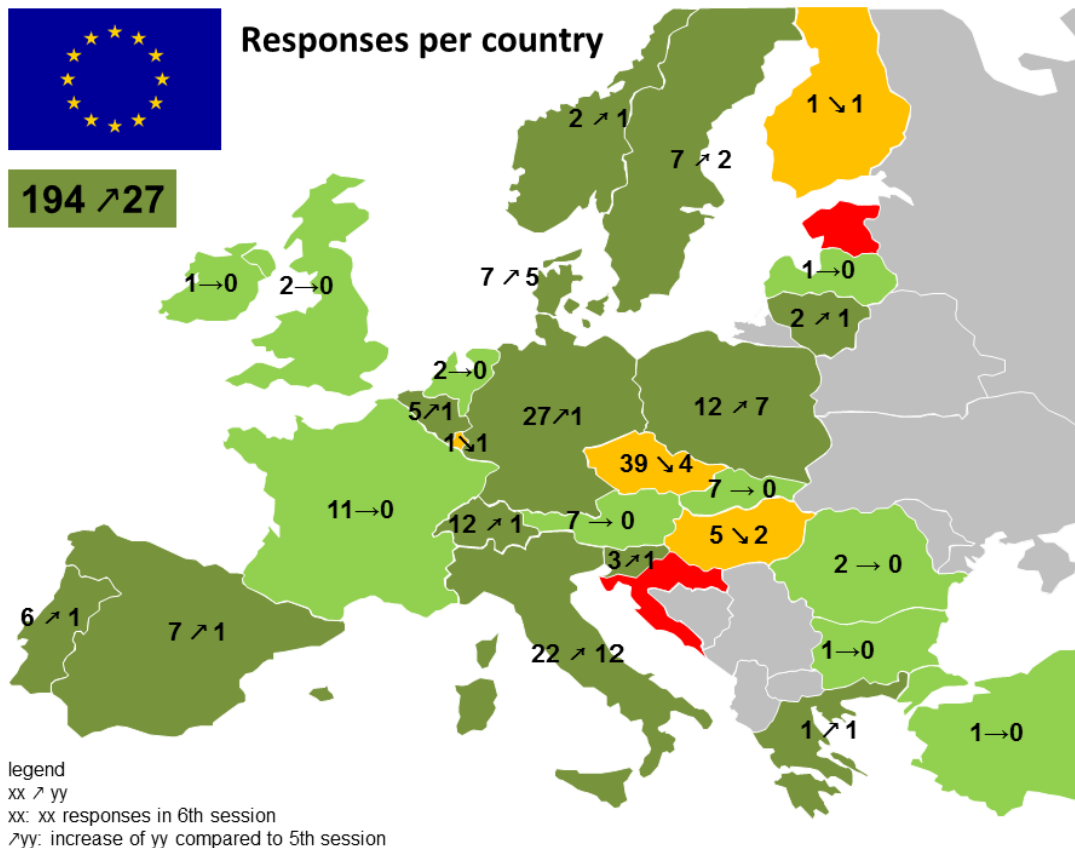 Responses per country
194 ↗27
1 ↘ 1
2 ↗ 1
7 ↗ 2
1→0
2→0
7 ↗ 5
1→0
2 ↗ 1
2→0
5↗1
27↗1
12 ↗ 7
1↘1
39 ↘4
7 → 0
11→0
12 ↗ 1
7 → 0
5 ↘ 2
3↗1
2 → 0
6 ↗ 1
7 ↗ 1
22 ↗ 12
1→0
1 ↗ 1
1→0
legend
xx ↗ yy
xx: xx responses in 6th session
↗yy: increase of yy compared to 5th session